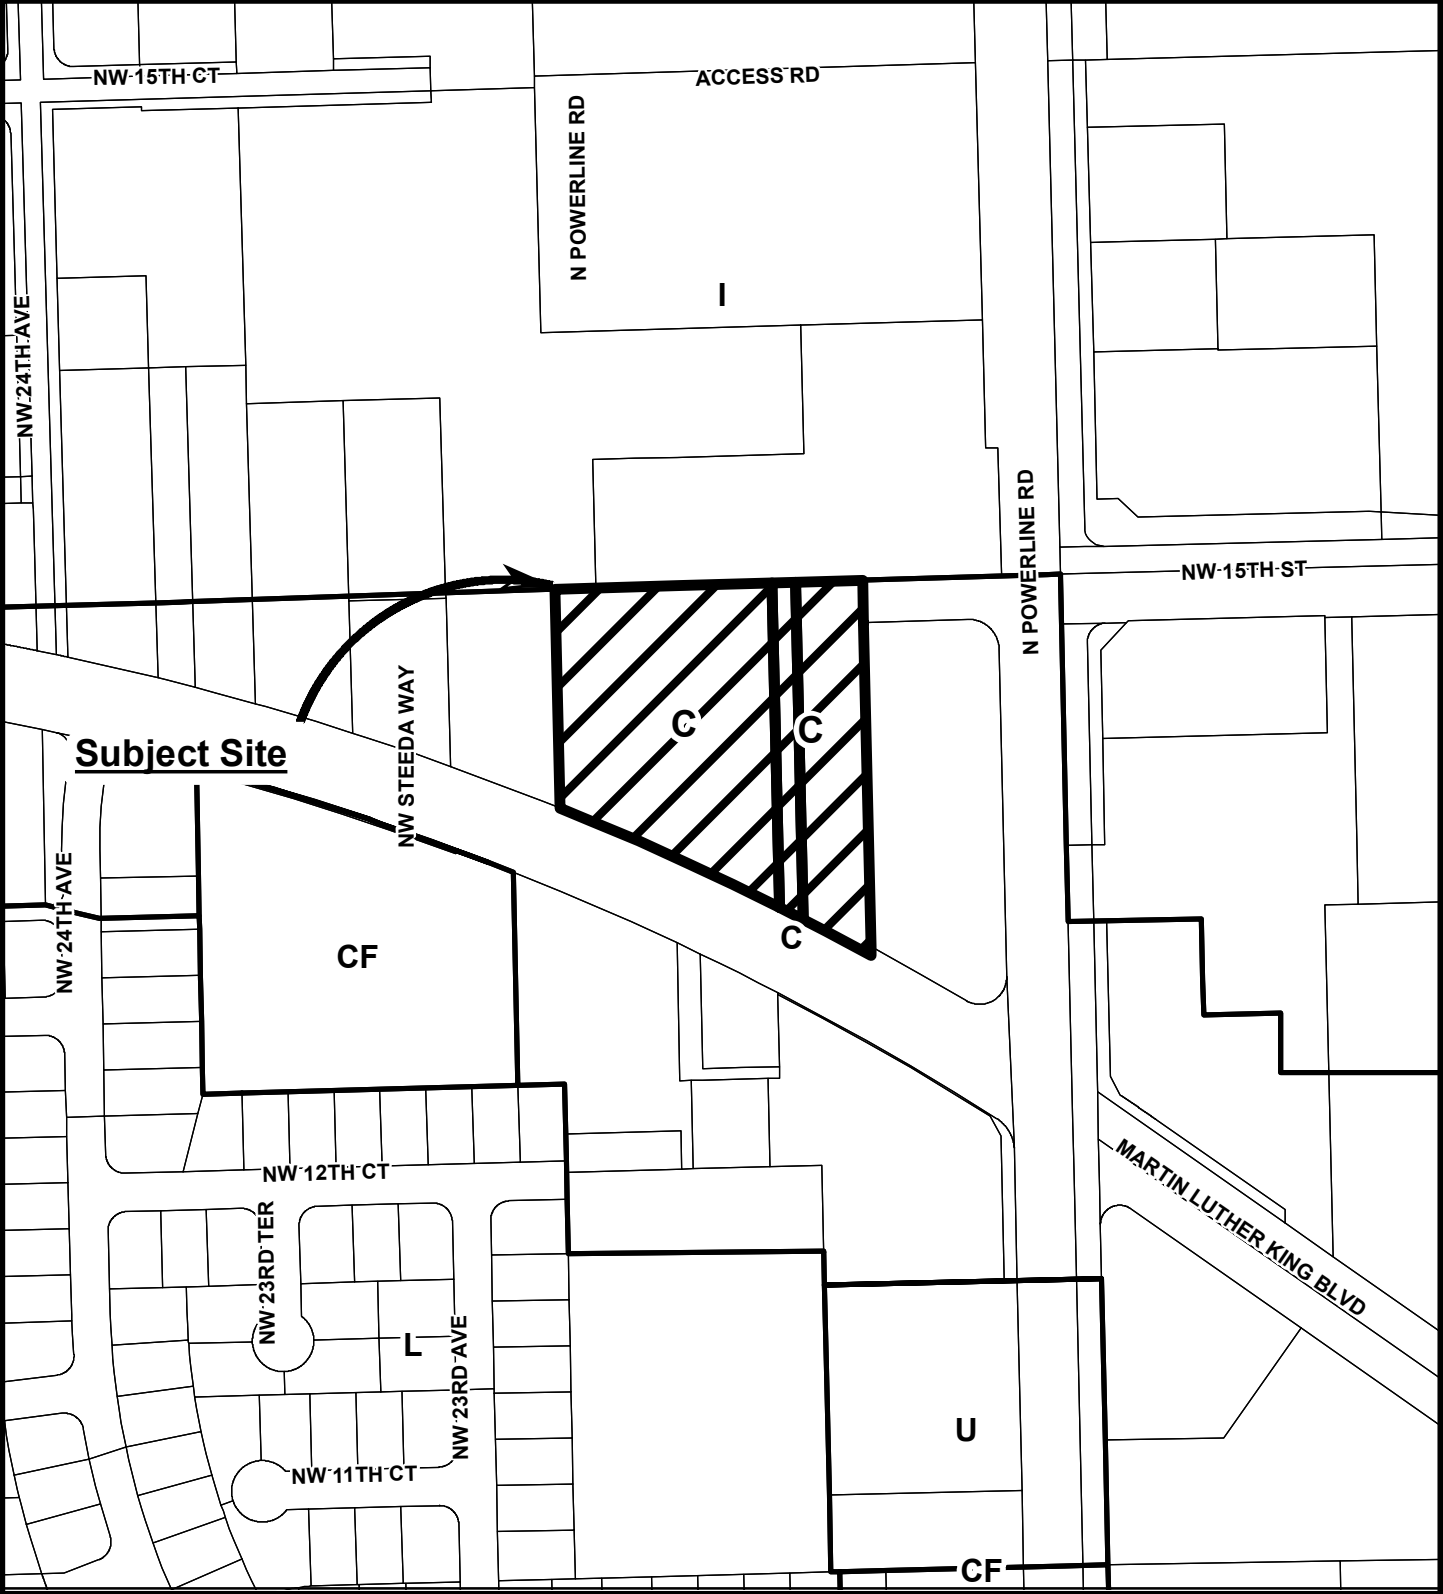 NW 15TH CT
ACCESS RD
N POWERLINE RD
I
NW 24TH AVE
N POWERLINE RD
NW 15TH ST
C
C
NW STEEDA WAY
Subject Site
NW 24TH AVE
C
CF
MARTIN LUTHER KING BLVD
NW 12TH CT
NW 23RD TER
L
NW 23RD AVE
U
NW 11TH CT
CF